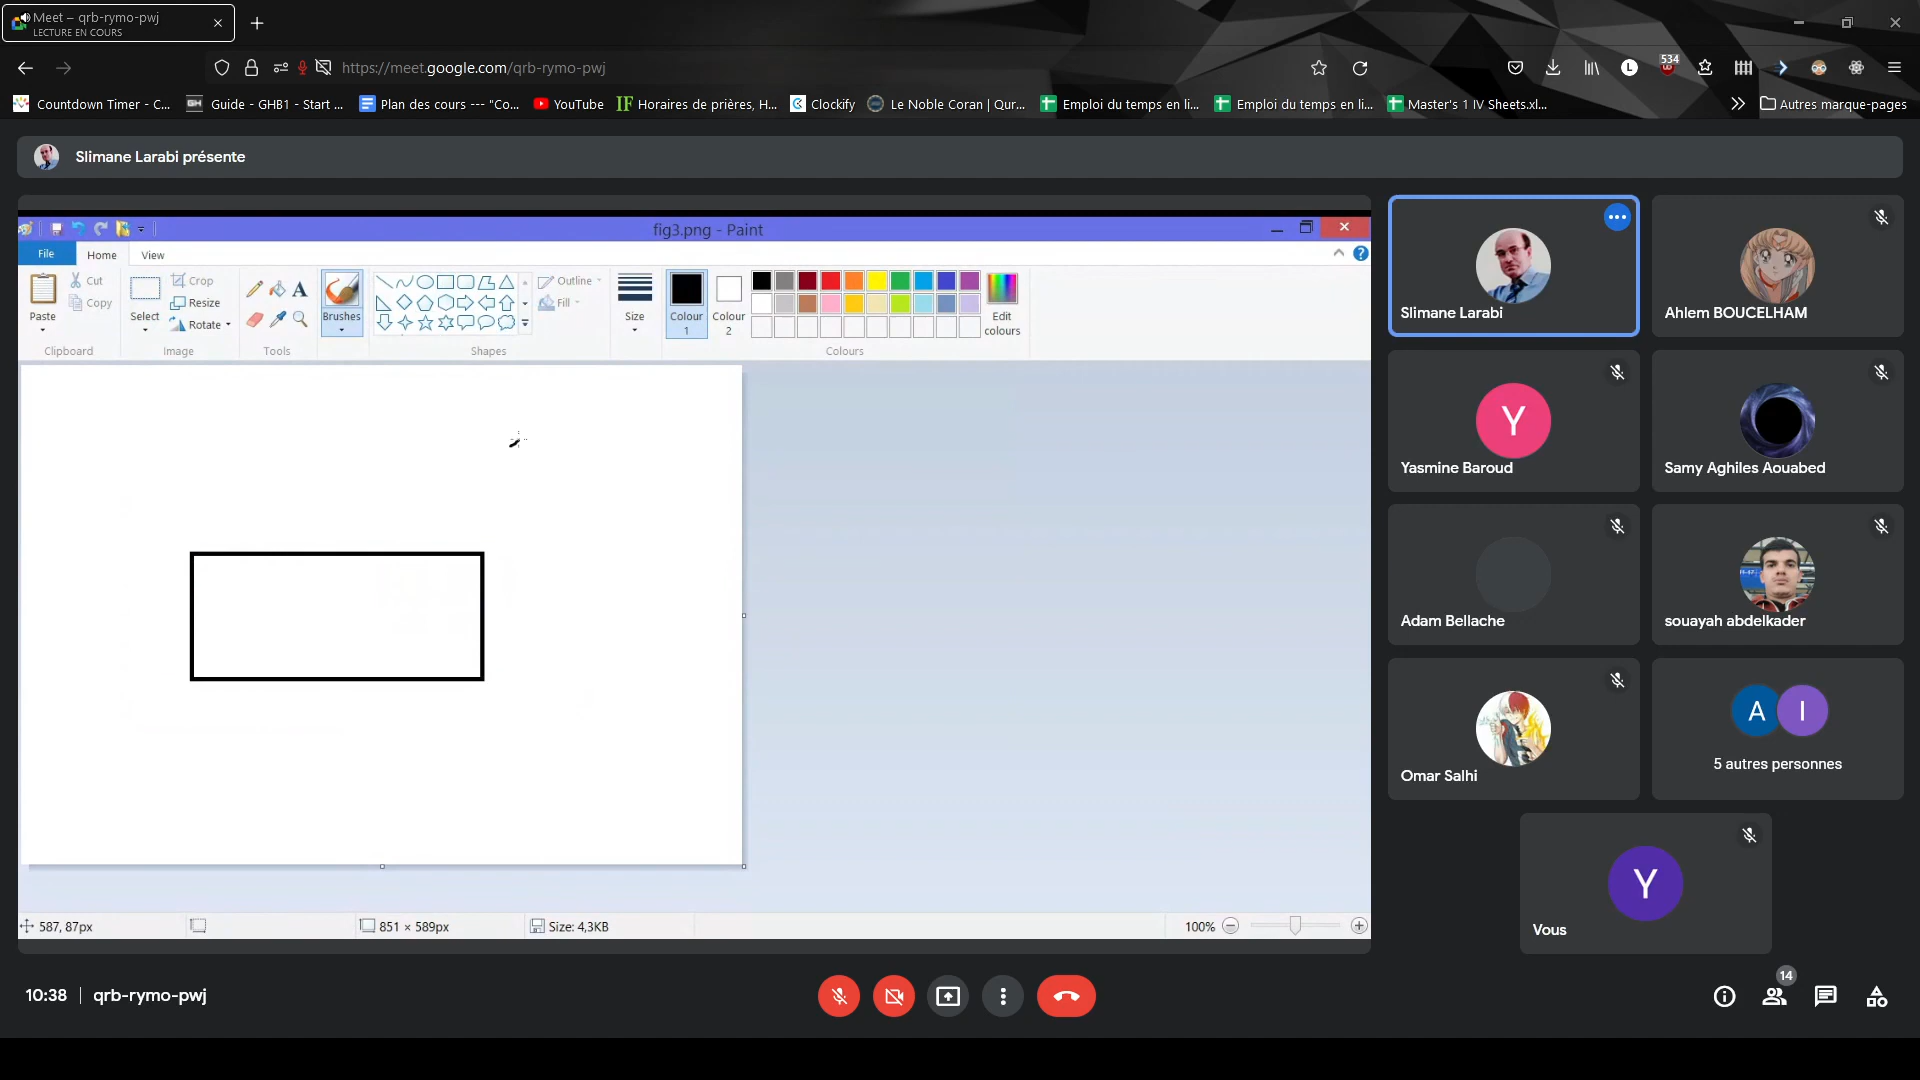 Meet – qrb-rymo-pwj
LECTURE EN COURS
https://meet.google.com/qrb-rymo-pwj
534
Countdown Timer - C...
Guide - GHB1 - Start ...
Plan des cours --- "Co...
YouTube
Horaires de prières, H...
Clockify
Le Noble Coran | Qur...
Emploi du temps en li...
Emploi du temps en li...
Master's 1 IV Sheets.xl...
Autres marque-pages
Slimane Larabi présente
fig3.png - Paint
File
Home
View
Paste
Cut
Copy
Clipboard
Select
Crop
Resize
Rotate
Image
Tools
Brushes
Shapes
Outline
Fill
Size
Colour 1
Colour 2
Colours
Edit colours
587, 87px
851 × 589px
Size: 4,3KB
100%
Slimane Larabi
Ahlem BOUCELHAM
Y
Yasmine Baroud
Samy Aghiles Aouabed
Adam Bellache
souayah abdelkader
Omar Salhi
A
I
5 autres personnes
Y
Vous
10:38 | qrb-rymo-pwj
14